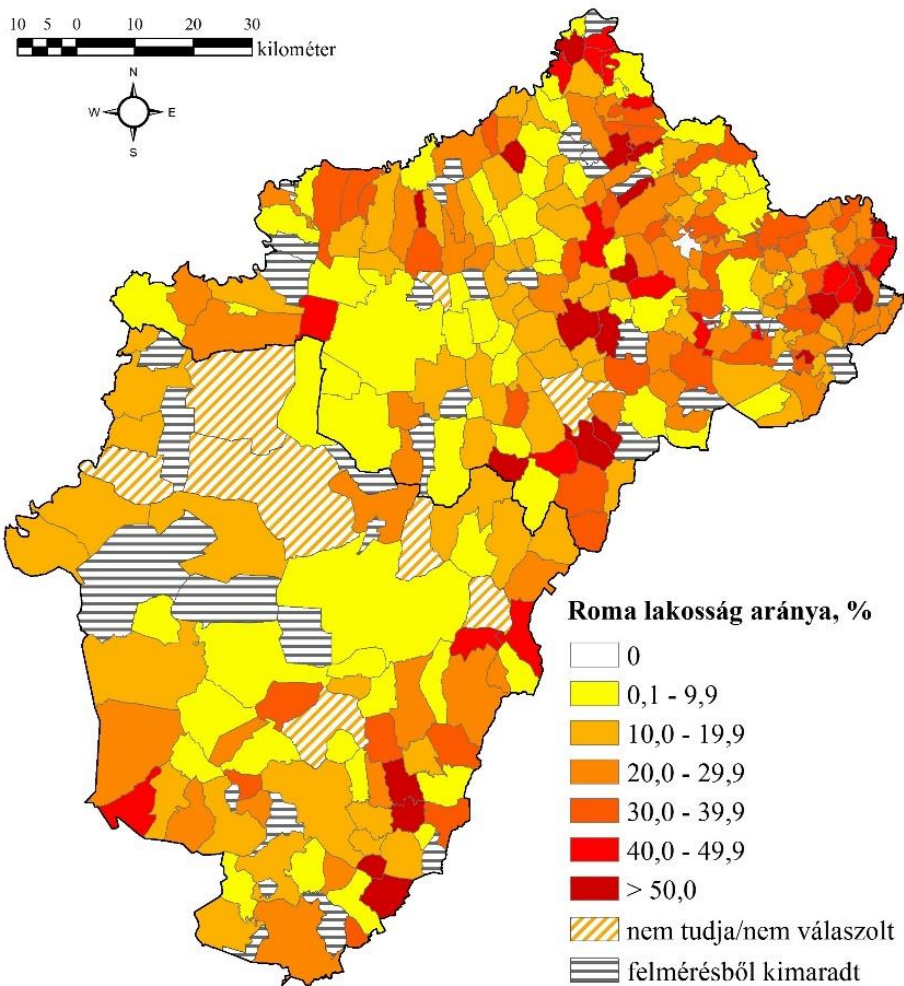 10 5 0 10 20 30
kilométer
N
W E
S
Roma lakosság aránya, %
0
0,1 - 9,9
10,0 - 19,9
20,0 - 29,9
30,0 - 39,9
40,0 - 49,9
> 50,0
nem tudja/nem válaszolt
felmérésből kimaradt